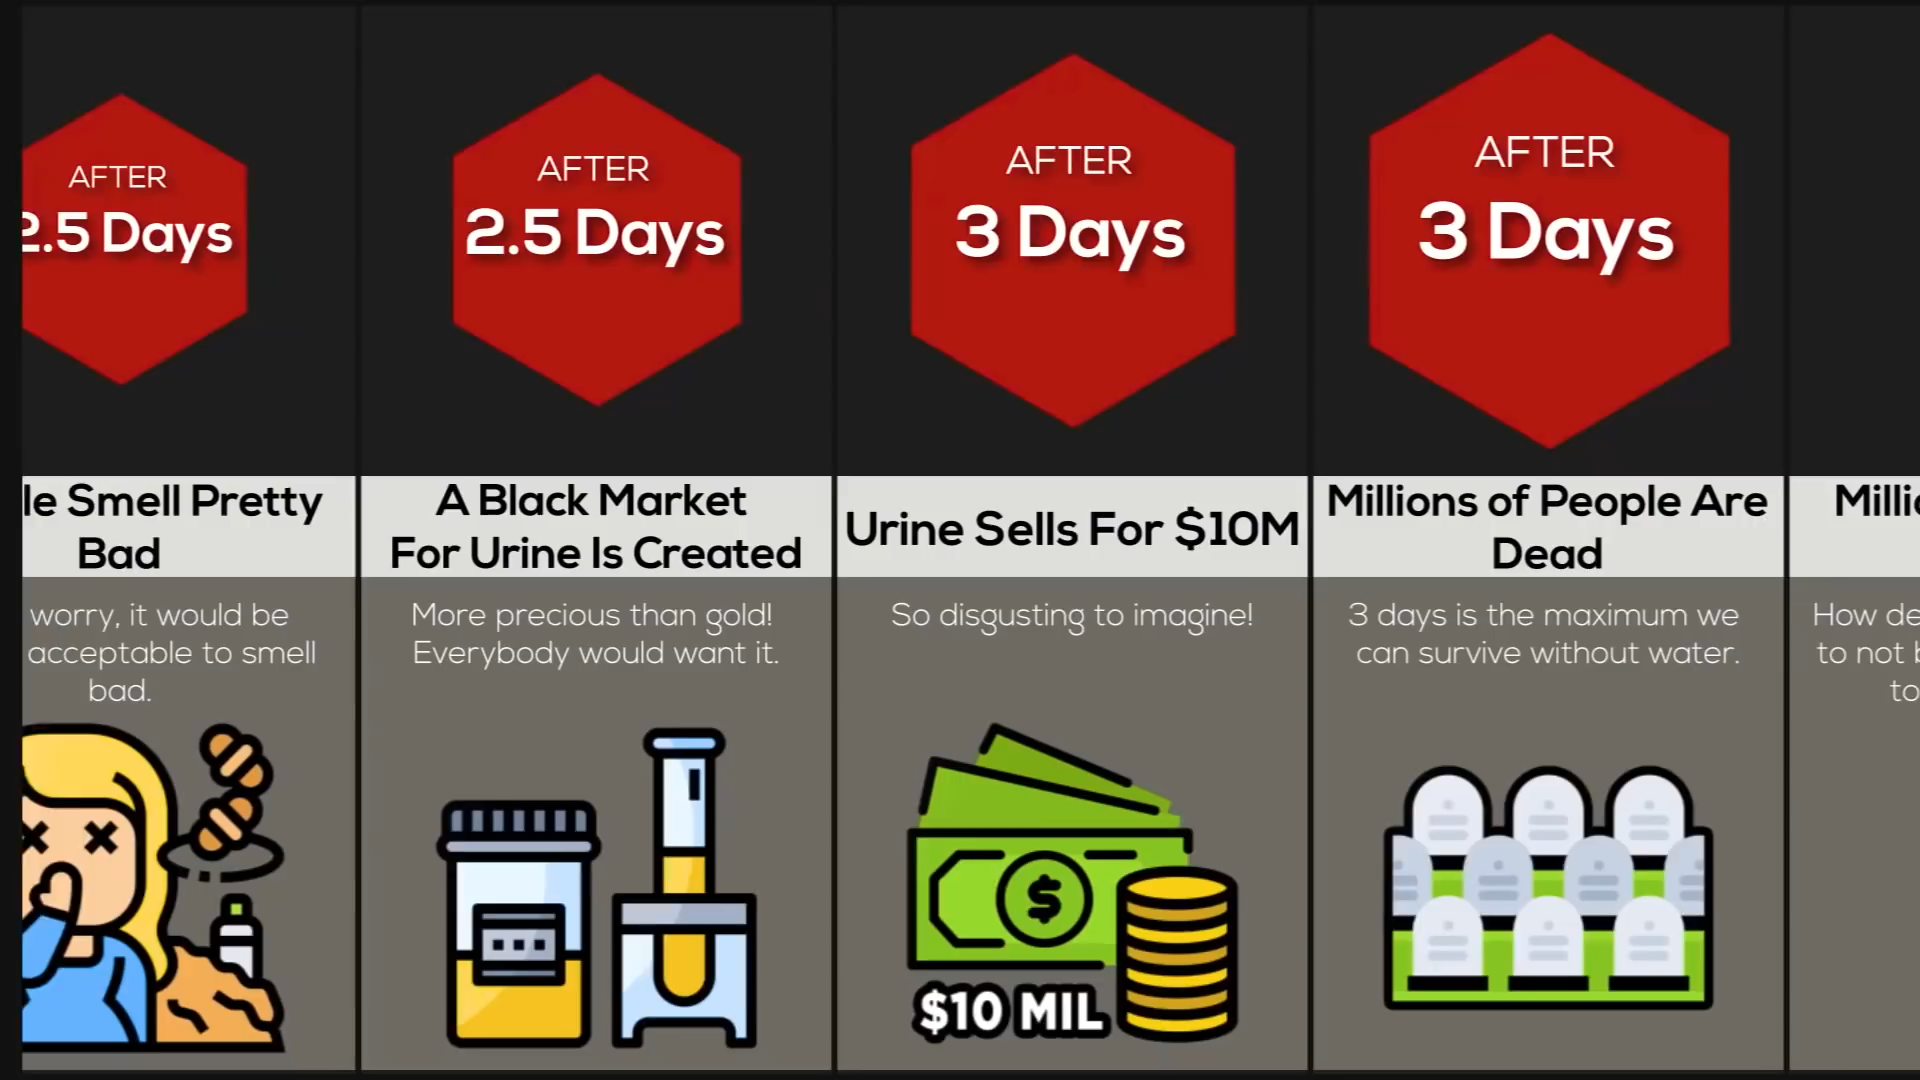 AFTER
2.5 Days
le Smell Pretty
Bad
worry, it would be
acceptable to smell
bad.
AFTER
2.5 Days
A Black Market
For Urine Is Created
More precious than gold!
Everybody would want it.
AFTER
3 Days
Urine Sells For $10M
So disgusting to imagine!
$10 MIL
AFTER
3 Days
Millions of People Are
Dead
3 days is the maximum we
can survive without water.
How
to not
to